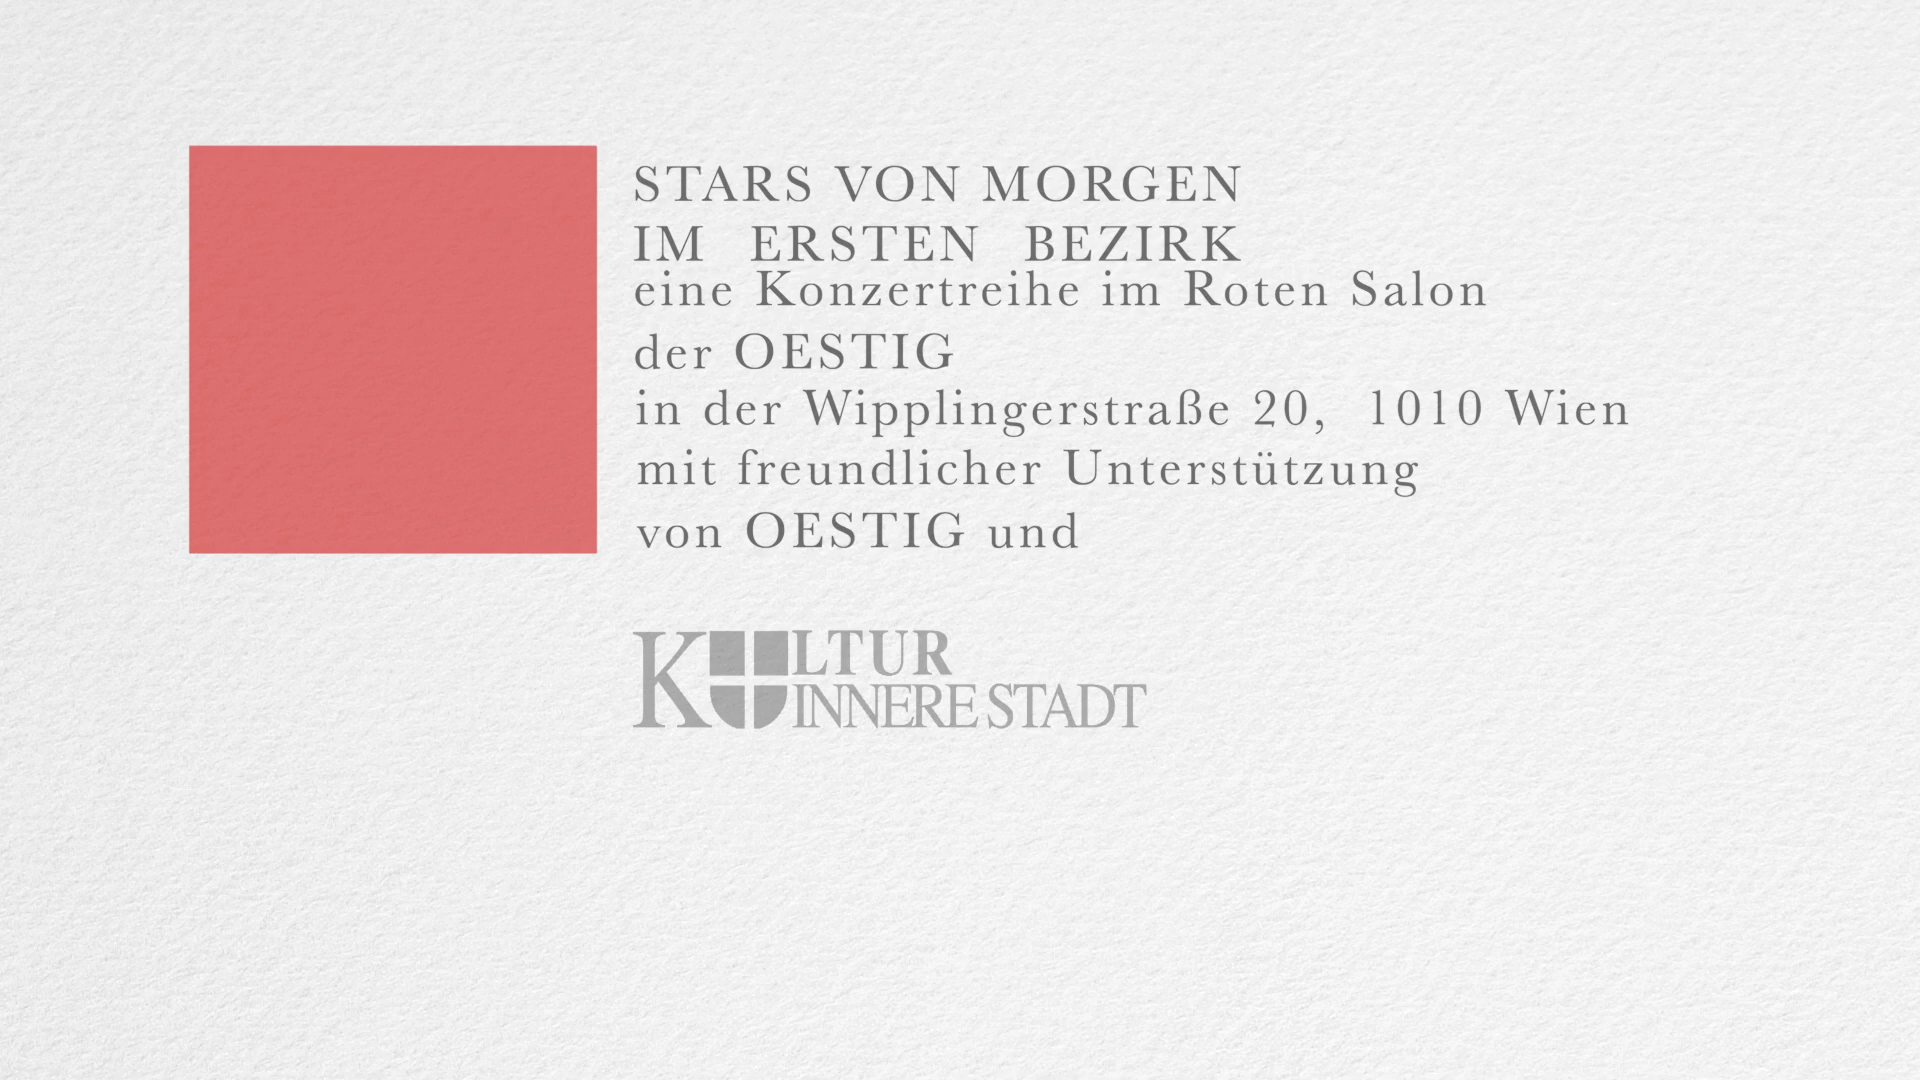 STARS VON MORGEN
IM ERSTEN BEZIRK
eine Konzertreihe im Roten Salon
der OESTIG
in der Wipplingerstraße 20, 1010 Wien
mit freundlicher Unterstützung
von OESTIG und
KULTUR
INNERE STADT